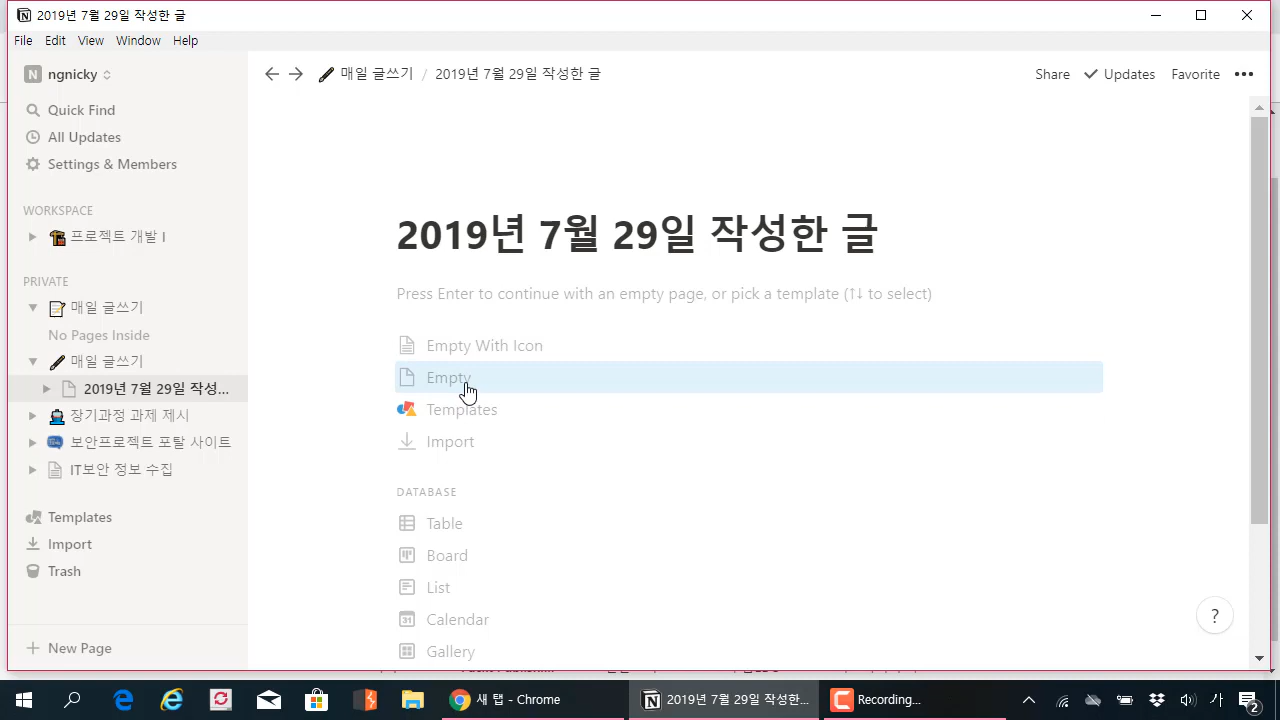 2019년 7월 29일 작성한 글
File Edit View Window Help
N ngnicky
Quick Find
All Updates
Settings & Members
WORKSPACE
프로젝트 개발 I
PRIVATE
매일 글쓰기
No Pages Inside
매일 글쓰기
2019년 7월 29일 작성...
장기과정 과제 제시
보안프로젝트 포탈 사이트
IT보안 정보 수집
Templates
Import
Trash
New Page
매일 글쓰기 / 2019년 7월 29일 작성한 글
Share Updates Favorite
2019년 7월 29일 작성한 글
Press Enter to continue with an empty page, or pick a template (↑↓ to select)
Empty With Icon
Empty
Templates
Import
DATABASE
Table
Board
List
31 Calendar
Gallery
?
새 탭 - Chrome
2019년 7월 29일 작성한...
Recording...
가
2